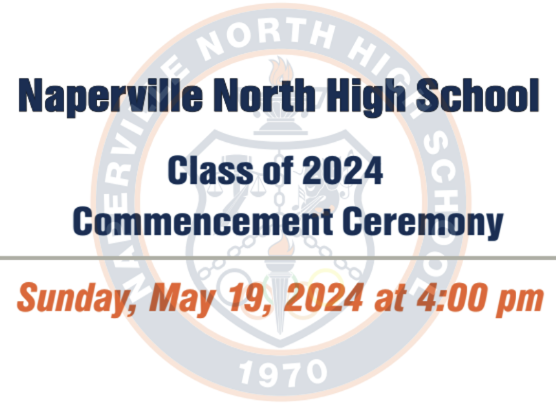 Naperville North High School
Class of 2024
Commencement Ceremony
Sunday, May 19, 2024 at 4:00 pm
NAPERVILLE NORTH HIGH SCHOOL
1970